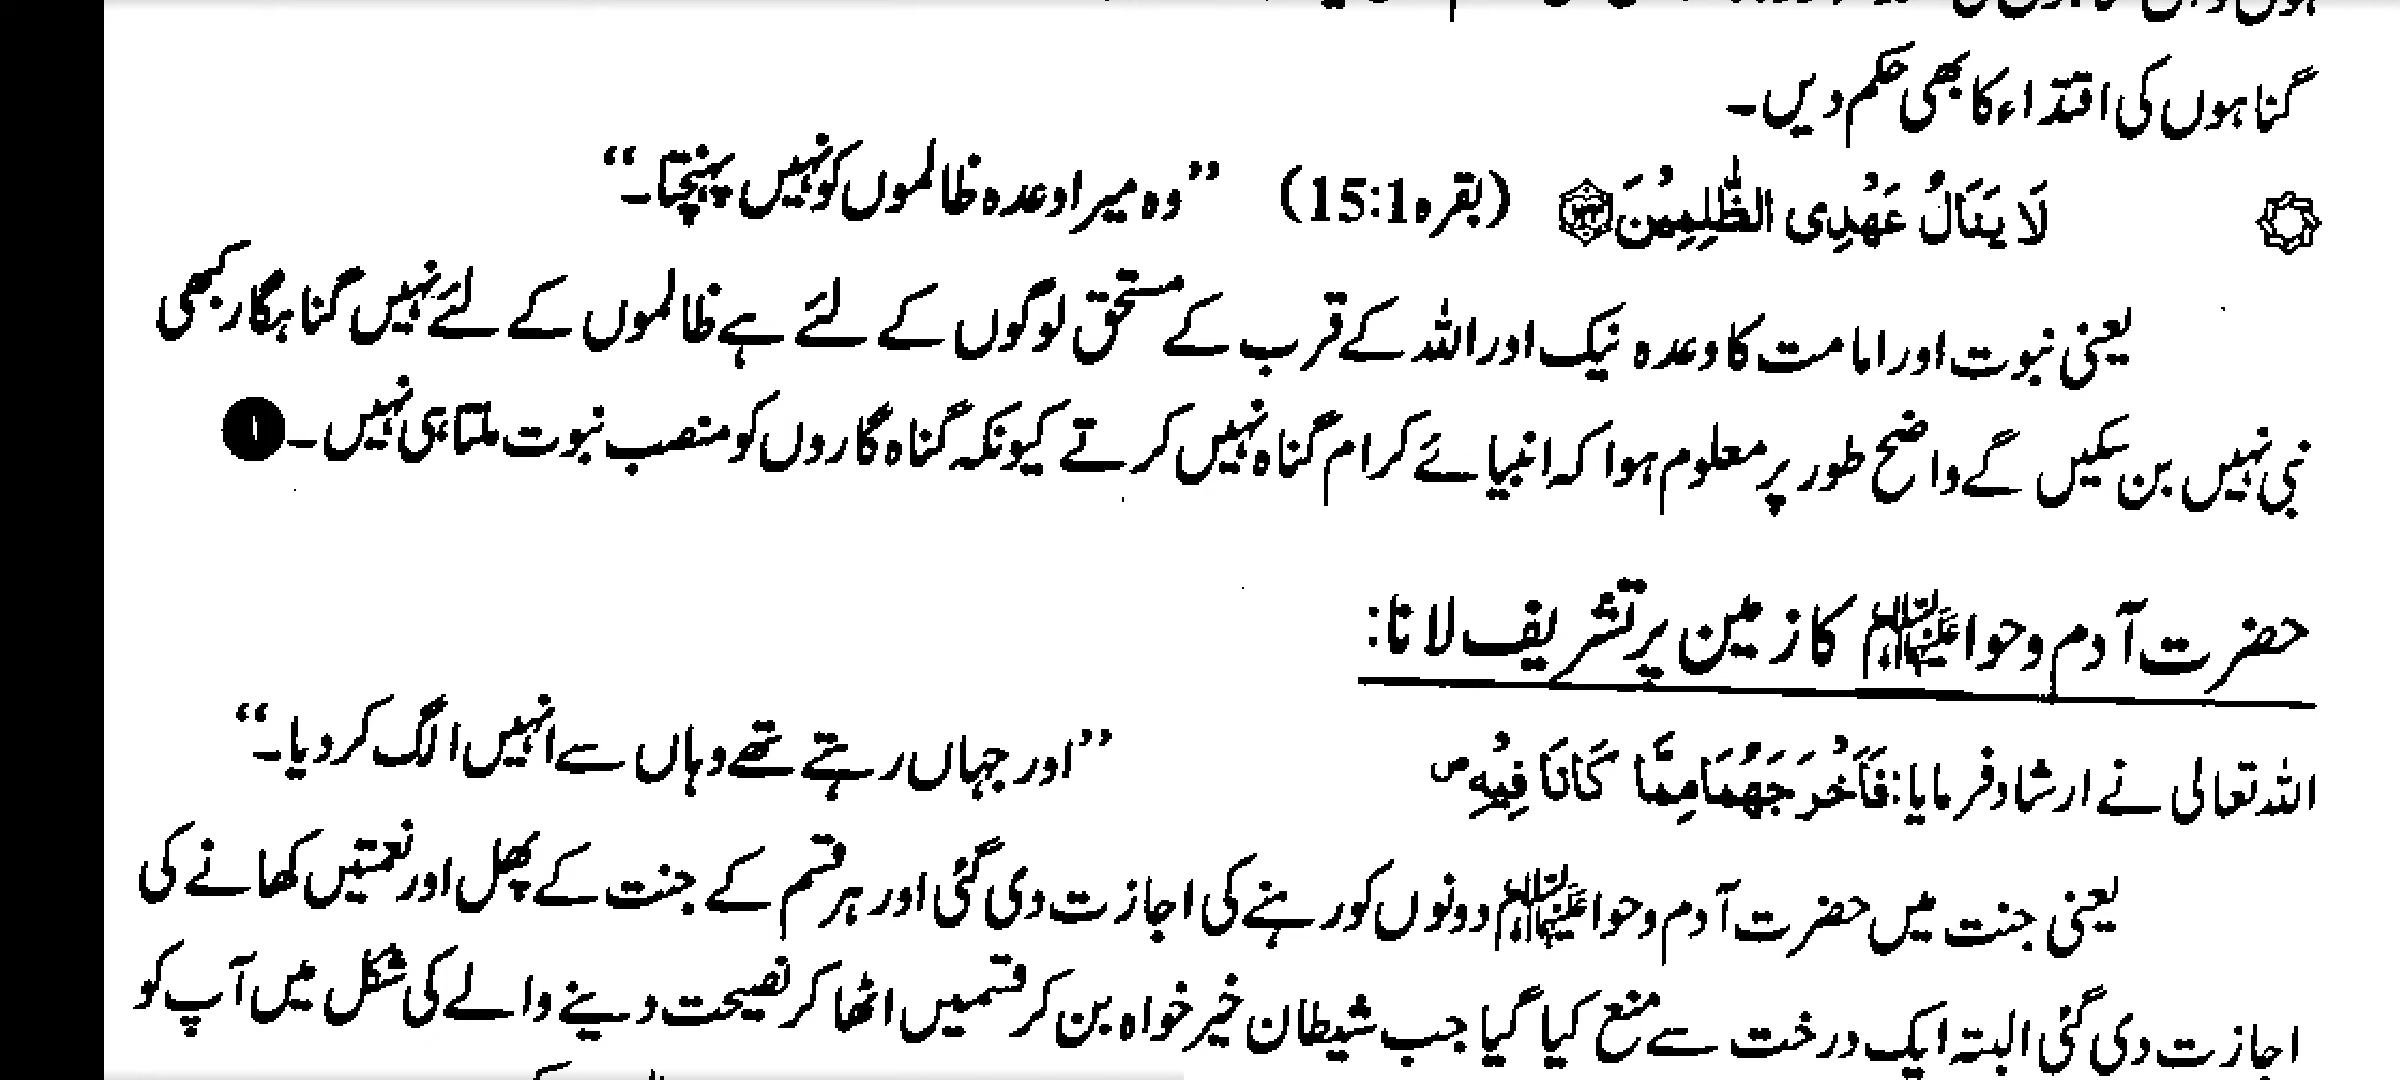 گناہوں کی اقتداء کا بھی حکم دیں۔
لَا یَنَالُ عَهْدِی الظّٰلِمِیْنَ ﴿۱۲۴﴾ (بقرہ 15:1) ”وہ میرا وعدہ ظالموں کو نہیں پہنچتا۔“
یعنی نبوت اور امامت کا وعدہ نیک اور اللہ کے قرب کے مستحق لوگوں کے لئے ہے ظالموں کے لئے نہیں گناہگار کبھی
نبی نہیں بن سکیں گے واضح طور پر معلوم ہوا کہ انبیائے کرام گناہ نہیں کرتے کیونکہ گناہ گاروں کو منصب نبوت ملتا ہی نہیں۔ ۱
حضرت آدم و حوا علیہما السلام کا زمین پر تشریف لانا:
اللہ تعالی نے ارشاد فرمایا: فَاَخْرَجَهُمَا مِمَّا كَانَا فِیْهِ ۪ ”اور جہاں رہتے تھے وہاں سے انہیں الگ کر دیا۔“
یعنی جنت میں حضرت آدم و حوا علیہما السلام دونوں کو رہنے کی اجازت دی گئی اور ہر قسم کے جنت کے پھل اور نعمتیں کھانے کی
اجازت دی گئی البتہ ایک درخت سے منع کیا گیا جب شیطان خیر خواہ بن کر قسمیں اٹھا کر نصیحت دینے والے کی شکل میں آپ کو